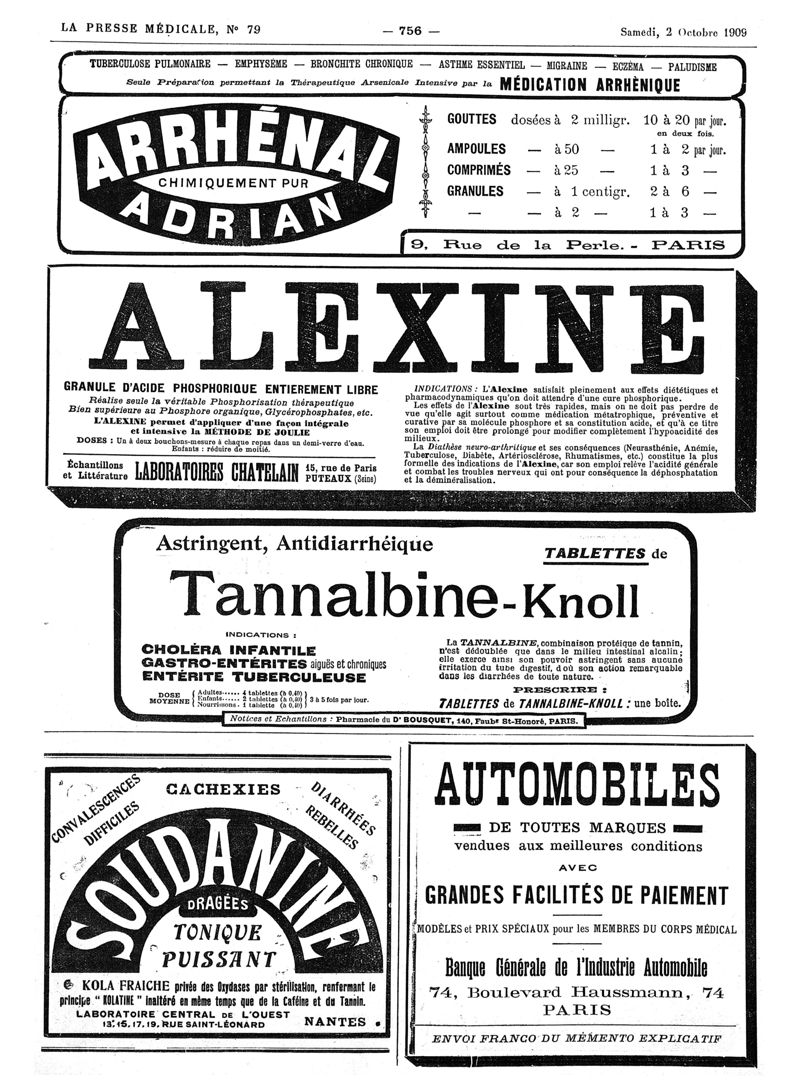 LA PRESSE MÉDICALE, N° 79
— 756 —
Samedi, 2 Octobre 1909
TUBERCULOSE PULMONAIRE — EMPHYSÈME — BRONCHITE CHRONIQUE — ASTHME ESSENTIEL — MIGRAINE — ECZÉMA — PALUDISME
Seule Préparation permettant la Thérapeutique Arsenicale Intensive par la MÉDICATION ARRHÈNIQUE
ARRHÉNAL
CHIMIQUEMENT PUR
ADRIAN
GOUTTES dosées à 2 milligr. 10 à 20 par jour.
en deux fois.
AMPOULES — à 50 — 1 à 2 par jour.
COMPRIMÉS — à 25 — 1 à 3 —
GRANULES — à 1 centigr. 2 à 6 —
— — à 2 — 1 à 3 —
9, Rue de la Perle. - PARIS
ALEXINE
GRANULE D'ACIDE PHOSPHORIQUE ENTIEREMENT LIBRE
Réalise seule la véritable Phosphorisation thérapeutique
Bien supérieure au Phosphore organique, Glycérophosphates, etc.
L'ALEXINE permet d'appliquer d'une façon intégrale
et intensive la MÉTHODE DE JOULIE
DOSES : Un à deux bouchons-mesure à chaque repas dans un demi-verre d'eau.
Enfants : réduire de moitié.
Échantillons
et Littérature
LABORATOIRES CHATELAIN
15, rue de Paris
PUTEAUX (Seine)
INDICATIONS : L'Alexine satisfait pleinement aux effets diététiques et
pharmacodynamiques qu'on doit attendre d'une cure phosphorique.
Les effets de l'Alexine sont très rapides, mais on ne doit pas perdre de
vue qu'elle agit surtout comme médication métatrophique, préventive et
curative par sa molécule phosphore et sa constitution acide, et qu'à ce titre
son emploi doit être prolongé pour modifier complètement l'hypoacidité des
milieux.
La Diathèse neuro-arthritique et ses conséquences (Neurasthénie, Anémie,
Tuberculose, Diabète, Artériosclérose, Rhumatismes, etc.) constitue la plus
formelle des indications de l'Alexine, car son emploi relève l'acidité générale
et combat les troubles nerveux qui ont pour conséquence la déphosphatation
et la déminéralisation.
Astringent, Antidiarrhéique
TABLETTES de
Tannalbine-Knoll
INDICATIONS :
CHOLÈRA INFANTILE
GASTRO-ENTÉRITES aiguës et chroniques
ENTÉRITE TUBERCULEUSE
DOSE
MOYENNE
Adultes...... 4 tablettes (à 0,40)
Enfants...... 2 tablettes (à 0,40)
Nourrissons. 1 tablette (à 0,40)
3 à 5 fois par jour.
La TANNALBINE, combinaison protéique de tannin,
n'est dédoublée que dans le milieu intestinal alcalin;
elle exerce ainsi son pouvoir astringent sans aucune
irritation du tube digestif, d'où son action remarquable
dans les diarrhées de toute nature.
PRESCRIRE :
TABLETTES de TANNALBINE-KNOLL : une boîte.
Notices et Echantillons : Pharmacie du Dr BOUSQUET, 140, Faubg St-Honoré, PARIS.
CONVALESCENCES
DIFFICILES
CACHEXIES
DIARRHÉES
REBELLES
SOUDANINE
DRAGÉES
TONIQUE
PUISSANT
KOLA FRAICHE privée des Oxydases par stérilisation, renfermant le
principe "KOLATINE" inaltéré en même temps que de la Caféine et du Tannin.
LABORATOIRE CENTRAL DE L'OUEST
13.15.17.19. RUE SAINT-LÉONARD
NANTES
AUTOMOBILES
DE TOUTES MARQUES
vendues aux meilleures conditions
AVEC
GRANDES FACILITÉS DE PAIEMENT
MODÈLES et PRIX SPÉCIAUX pour les MEMBRES DU CORPS MÉDICAL
Banque Générale de l'Industrie Automobile
74, Boulevard Haussmann, 74
PARIS
ENVOI FRANCO DU MÉMENTO EXPLICATIF